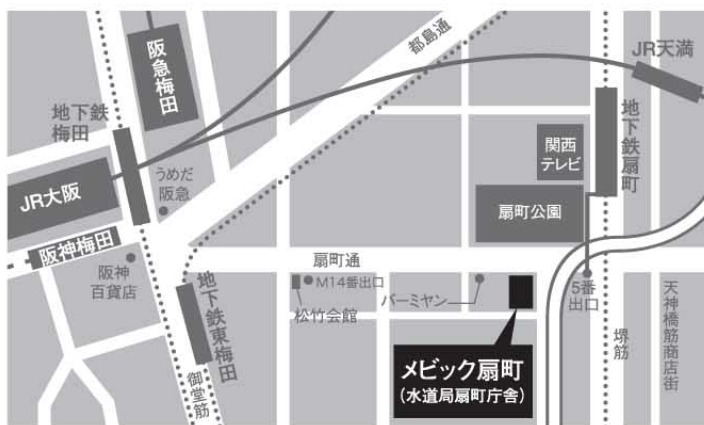 都島通
JR天満
阪急梅田
地下鉄
梅田
地下鉄扇町
関西
テレビ
うめだ
阪急
JR大阪
扇町公園
阪神梅田
扇町通
阪神
百貨店
M14番出口
松竹会館
バーミヤン
5番
出口
地下鉄東梅田
御堂筋
堺筋
天神橋筋商店街
メビック扇町
(水道局扇町庁舎)